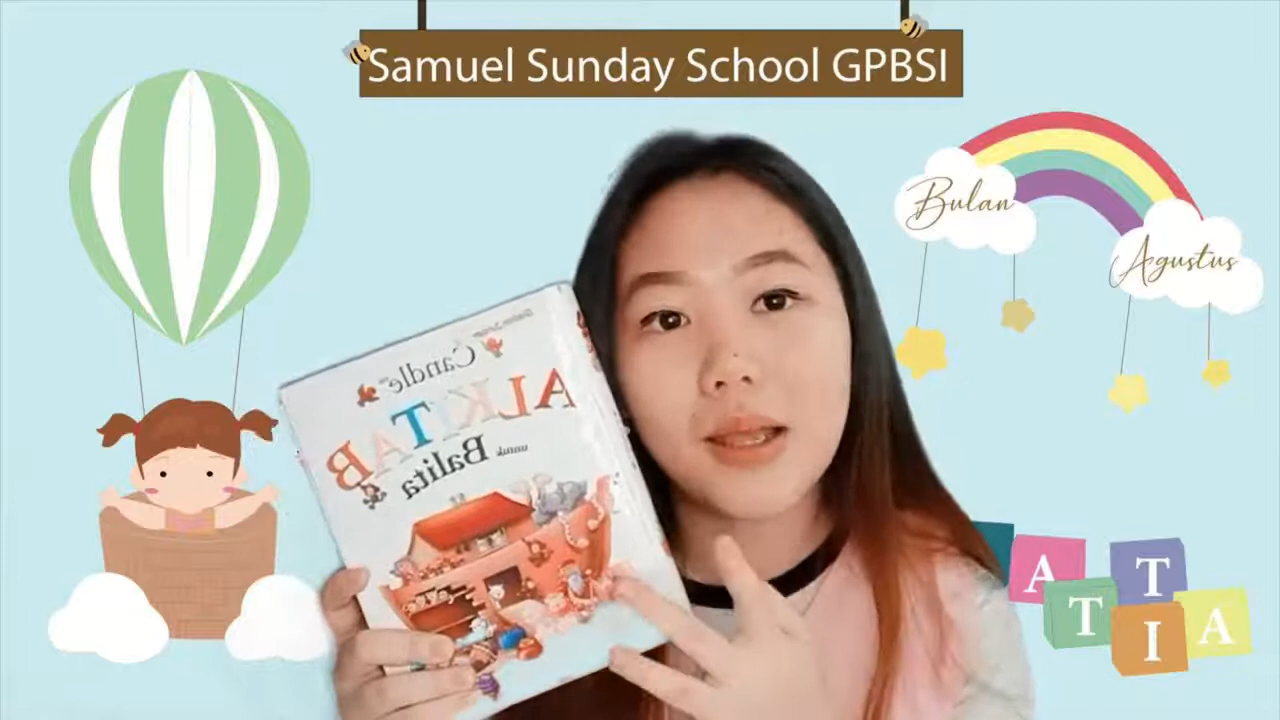 Samuel Sunday School GPBSI
Bulan
Agustus
Candle
ALKITAB
untuk Balita
A T
T I A